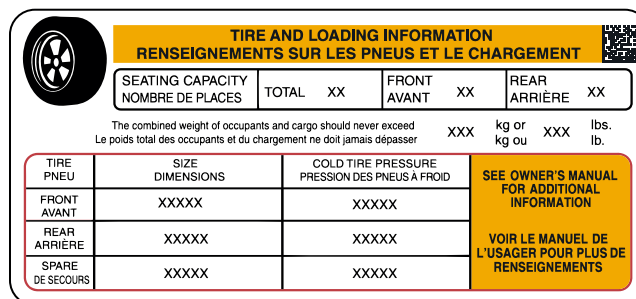 TIRE AND LOADING INFORMATION
RENSEIGNEMENTS SUR LES PNEUS ET LE CHARGEMENT
SEATING CAPACITY
NOMBRE DE PLACES
TOTAL XX
FRONT
AVANT XX
REAR
ARRIÈRE XX
The combined weight of occupants and cargo should never exceed
Le poids total des occupants et du chargement ne doit jamais dépasser
XXX kg or XXX lbs.
kg ou lb.
TIRE
PNEU
SIZE
DIMENSIONS
COLD TIRE PRESSURE
PRESSION DES PNEUS À FROID
FRONT
AVANT
XXXXX
XXXXX
REAR
ARRIÈRE
XXXXX
XXXXX
SPARE
DE SECOURS
XXXXX
XXXXX
SEE OWNER'S MANUAL
FOR ADDITIONAL
INFORMATION
VOIR LE MANUEL DE
L'USAGER POUR PLUS DE
RENSEIGNEMENTS